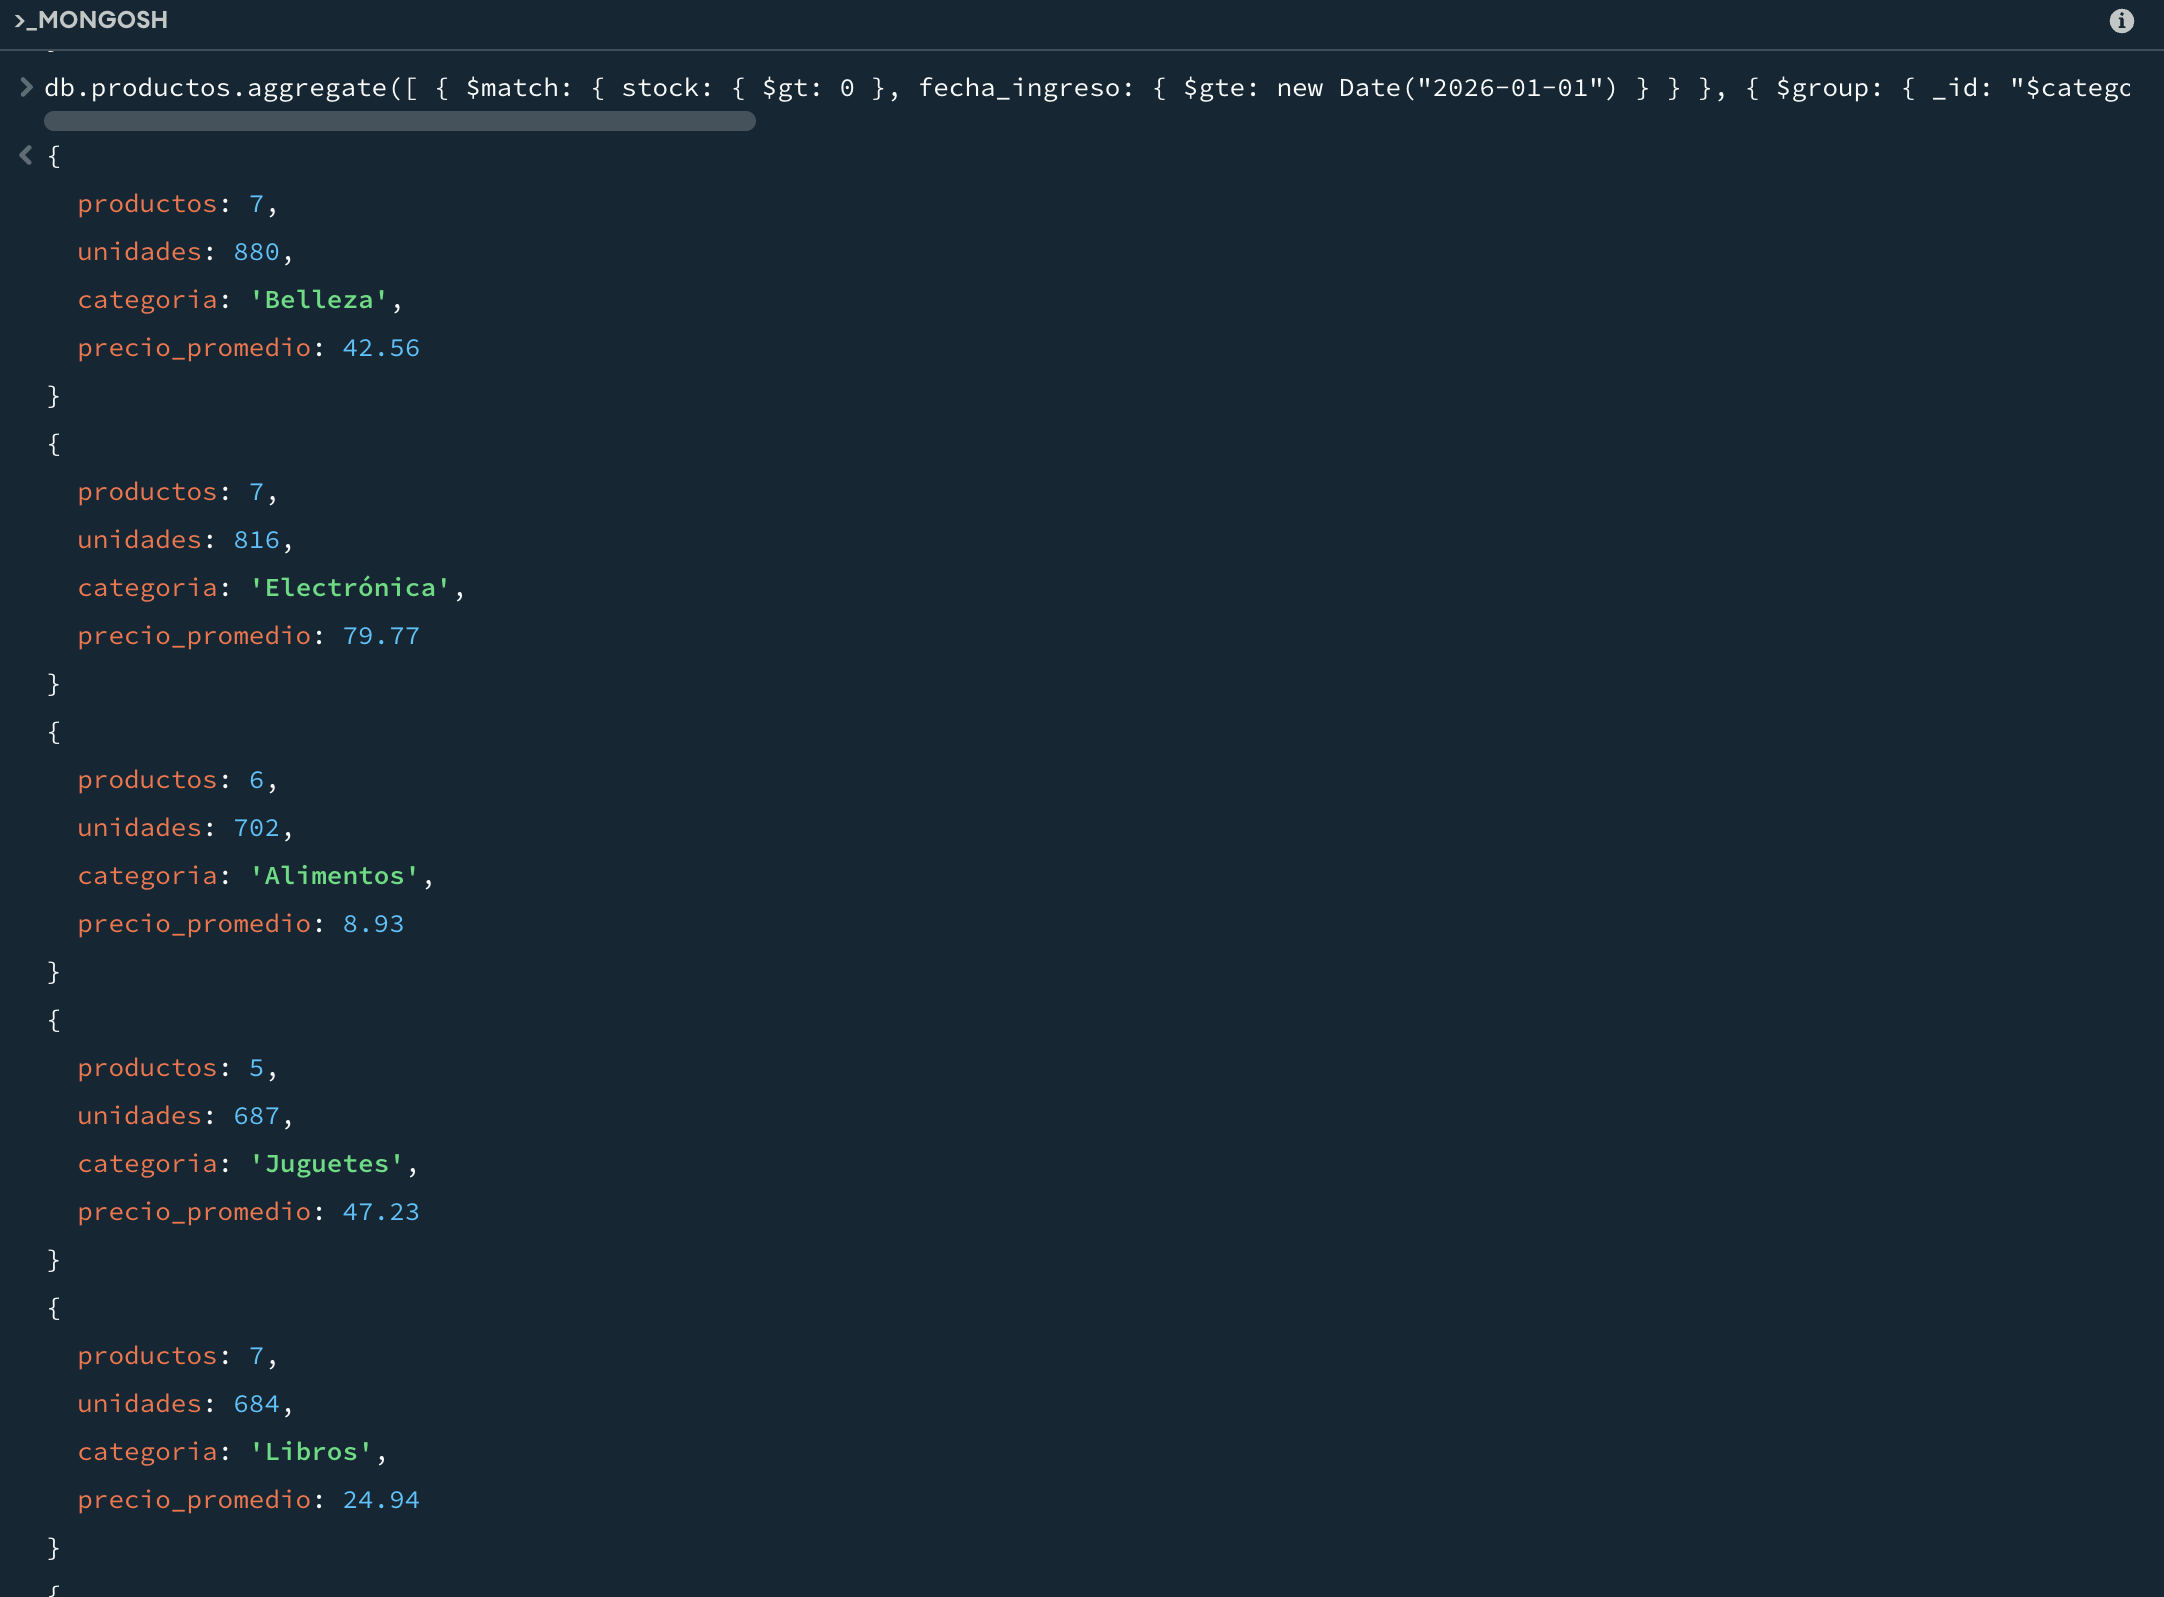 >_MONGOSH
db.productos.aggregate([ { $match: { stock: { $gt: 0 }, fecha_ingreso: { $gte: new Date("2026-01-01") } } }, { $group: { _id: "$catego
{
productos: 7,
unidades: 880,
categoria: 'Belleza',
precio_promedio: 42.56
}
{
productos: 7,
unidades: 816,
categoria: 'Electrónica',
precio_promedio: 79.77
}
{
productos: 6,
unidades: 702,
categoria: 'Alimentos',
precio_promedio: 8.93
}
{
productos: 5,
unidades: 687,
categoria: 'Juguetes',
precio_promedio: 47.23
}
{
productos: 7,
unidades: 684,
categoria: 'Libros',
precio_promedio: 24.94
}
{